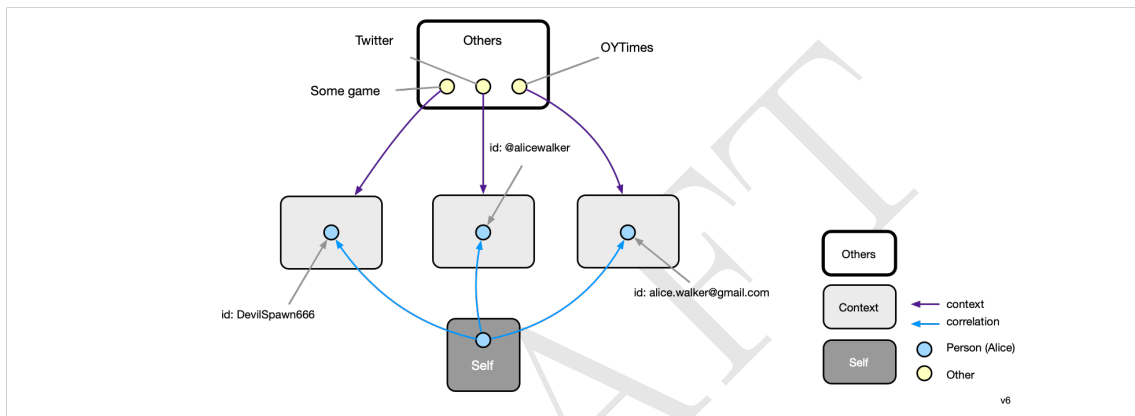 Twitter
Others
OYTimes
Some game
id: @alicewalker
id: DevilSpawn666
id: alice.walker@gmail.com
Self
Others
Context
context
correlation
Self
Person (Alice)
Other
v6
AFT